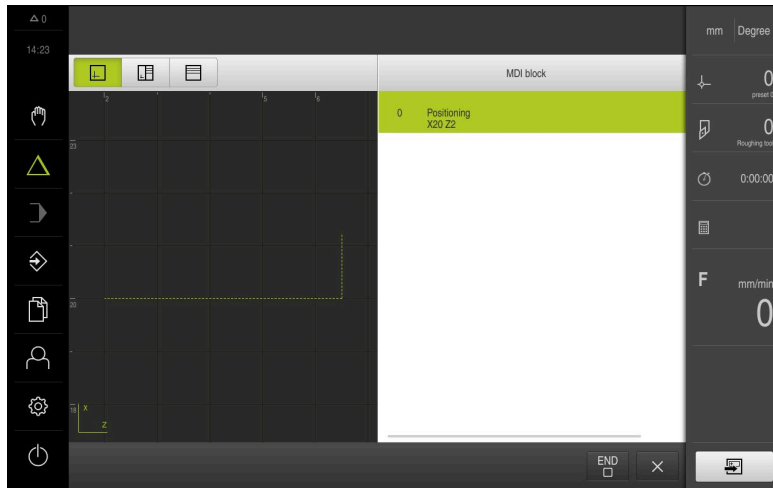 0
14:23
MDI block
mm
Degree
2
5
6
23
20
18
X
Z
0 Positioning
X20 Z2
0
preset 0
0
Roughing tool
0:00:00
F
mm/min
0
END